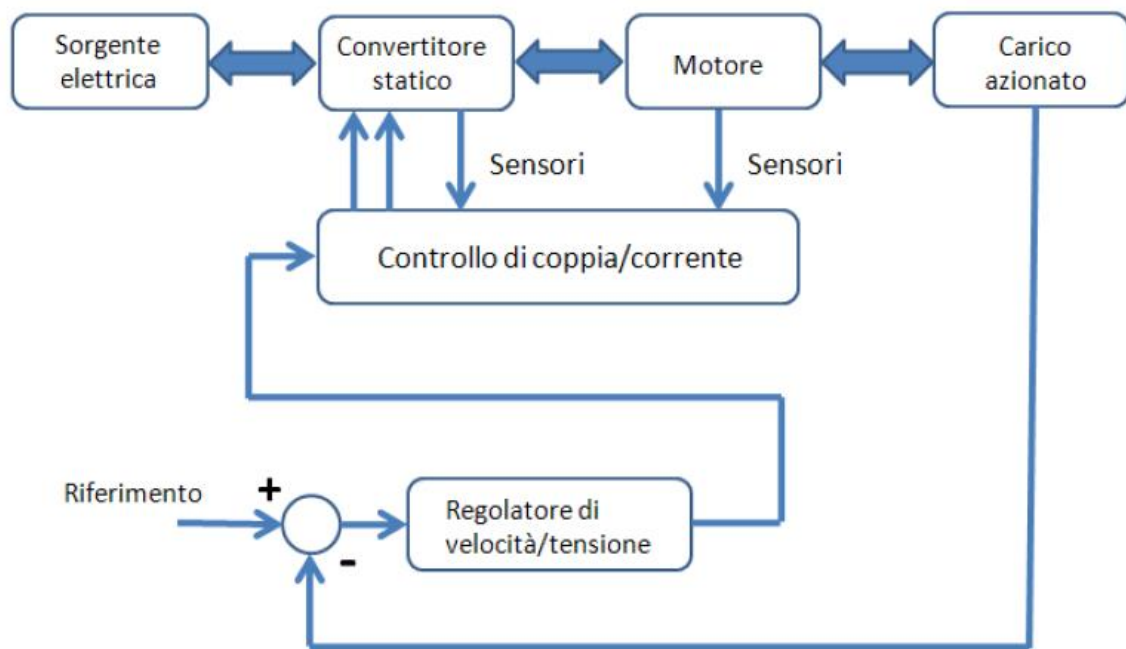 Sorgente
elettrica
Convertitore
statico
Motore
Carico
azionato
Sensori
Sensori
Controllo di coppia/corrente
Riferimento
+
-
Regolatore di
velocità/tensione